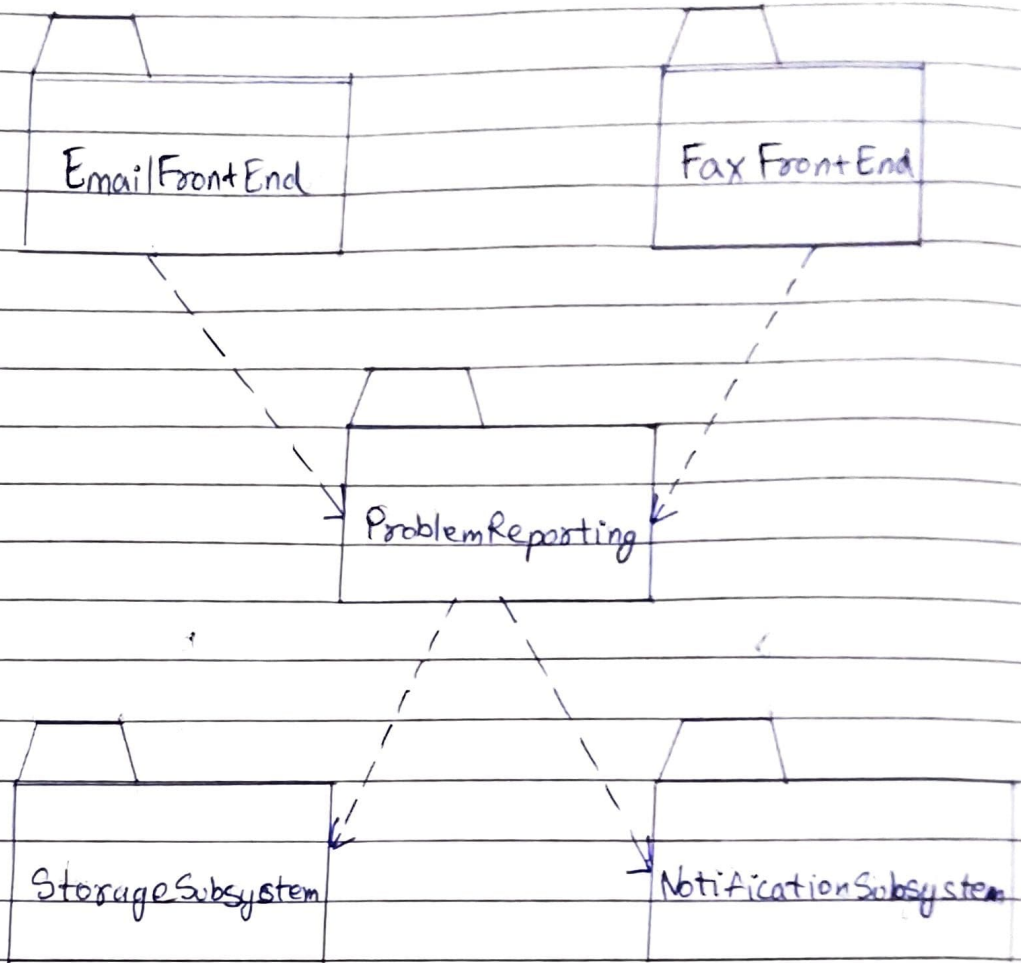 EmailFrontEnd
FaxFrontEnd
ProblemReporting
StorageSubsystem
NotificationSubsystem